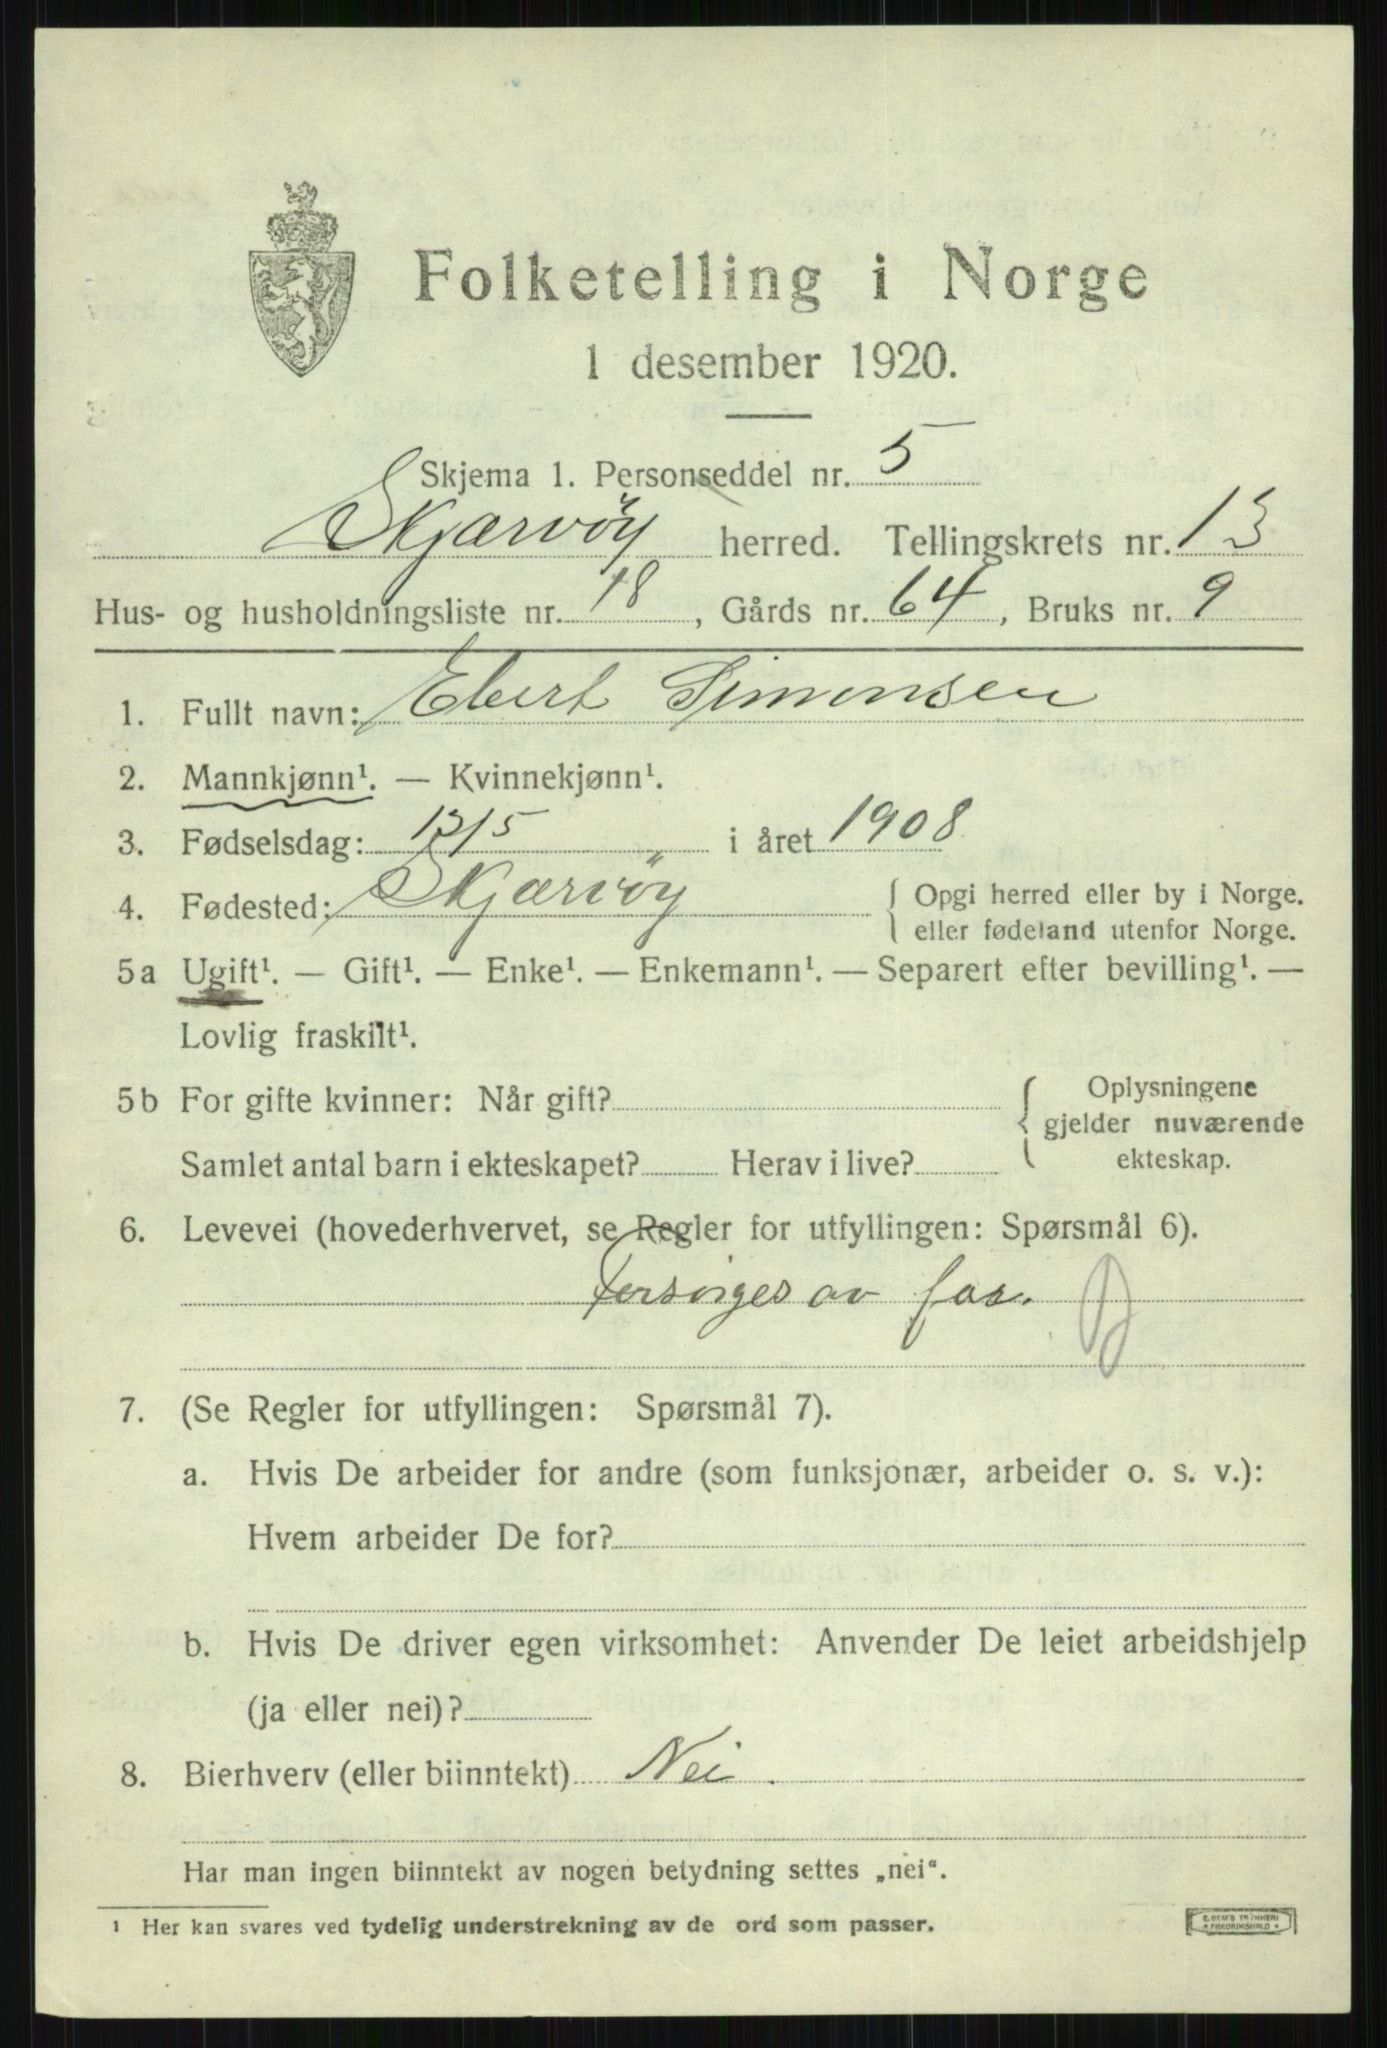 Folketelling i Norge
1 desember 1920.
Skjema 1. Personseddel nr. 5
Skjærvöy herred. Tellingskrets nr. 13
Hus- og husholdningsliste nr. 18, Gårds nr. 64, Bruks nr. 9
1. Fullt navn: Ebert Simonsen
2. Mannkjønn¹. — Kvinnekjønn¹.
3. Fødselsdag: 13/5 i året 1908
4. Fødested: Skjærvöy { Opgi herred eller by i Norge.
eller fødeland utenfor Norge.
5a Ugift¹. — Gift¹. — Enke¹. — Enkemann¹. — Separert efter bevilling¹. —
Lovlig fraskilt¹.
5b For gifte kvinner: Når gift? { Oplysningene
gjelder nuværende
Samlet antal barn i ekteskapet? Herav i live? ekteskap.
6. Levevei (hovederhvervet, se Regler for utfyllingen: Spørsmål 6).
Forsörges av far.
7. (Se Regler for utfyllingen: Spørsmål 7).
a. Hvis De arbeider for andre (som funksjonær, arbeider o. s. v.):
Hvem arbeider De for?
b. Hvis De driver egen virksomhet: Anvender De leiet arbeidshjelp
(ja eller nei)?
8. Bierhverv (eller biinntekt) Nei.
Har man ingen biinntekt av nogen betydning settes „nei“.
¹ Her kan svares ved tydelig understrekning av de ord som passer.
FREDRIKSHALD